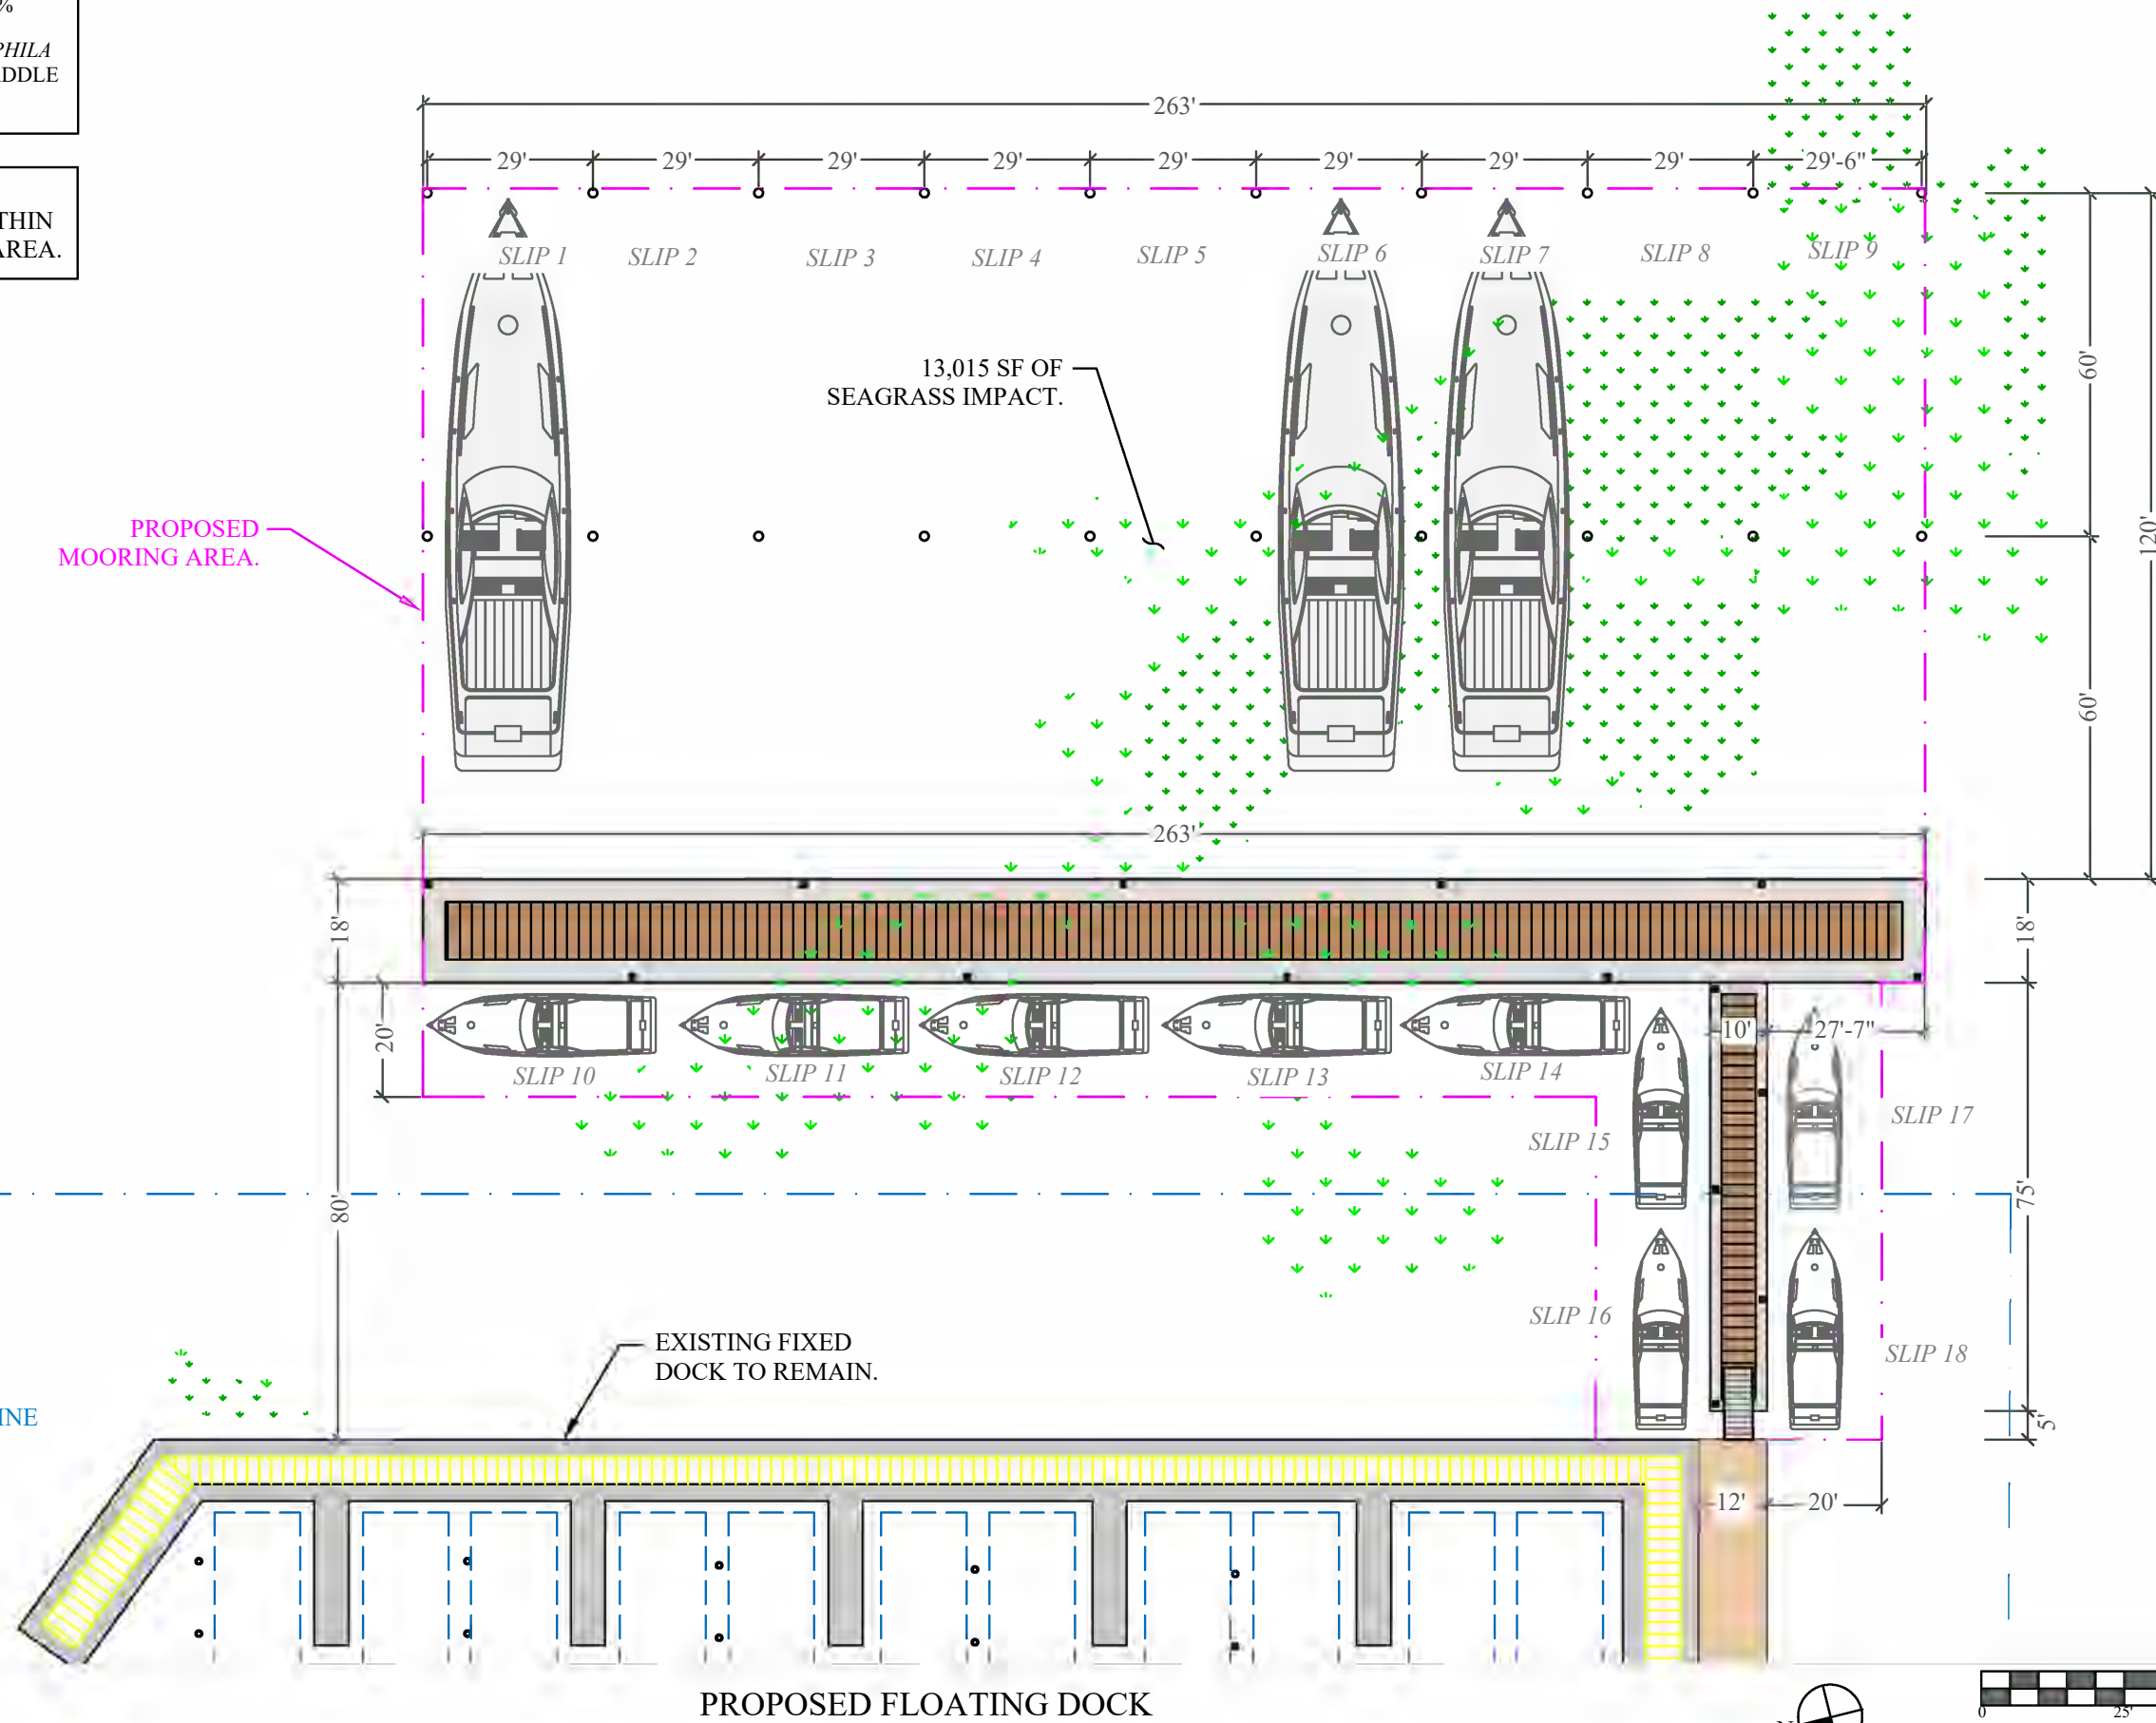 %
PHILA
ADDLE
THIN
AREA.
263'
29' 29' 29' 29' 29' 29' 29' 29' 29'-6"
SLIP 1 SLIP 2 SLIP 3 SLIP 4 SLIP 5 SLIP 6 SLIP 7 SLIP 8 SLIP 9
60'
13,015 SF OF
SEAGRASS IMPACT.
PROPOSED
MOORING AREA.
120'
60'
263'
18'
18'
20'
10' 27'-7"
SLIP 10 SLIP 11 SLIP 12 SLIP 13 SLIP 14
SLIP 15 SLIP 17
80'
75'
SLIP 16 SLIP 18
EXISTING FIXED
DOCK TO REMAIN.
INE
5'
12' 20'
PROPOSED FLOATING DOCK
N
0 25'